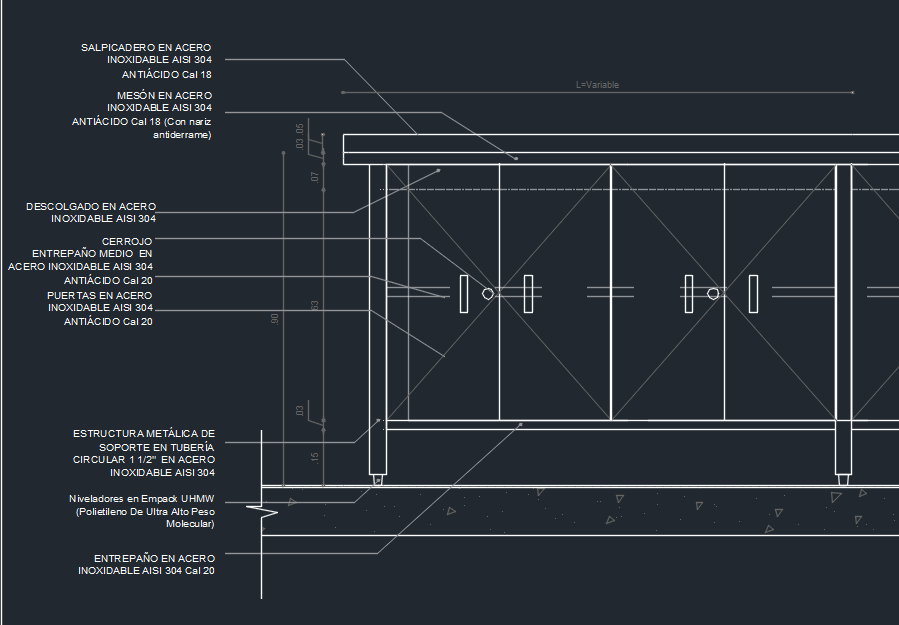 SALPICADERO EN ACERO
INOXIDABLE AISI 304
ANTIÁCIDO Cal 18
MESÓN EN ACERO
INOXIDABLE AISI 304
ANTIÁCIDO Cal 18 (Con nariz
antiderrame)
DESCOLGADO EN ACERO
INOXIDABLE AISI 304
CERROJO
ENTREPAÑO MEDIO EN
ACERO INOXIDABLE AISI 304
ANTIÁCIDO Cal 20
PUERTAS EN ACERO
INOXIDABLE AISI 304
ANTIÁCIDO Cal 20
ESTRUCTURA METÁLICA DE
SOPORTE EN TUBERÍA
CIRCULAR 1 1/2" EN ACERO
INOXIDABLE AISI 304
Niveladores en Empack UHMW
(Polietileno De Ultra Alto Peso
Molecular)
ENTREPAÑO EN ACERO
INOXIDABLE AISI 304 Cal 20
L=Variable
.03 .05
.07
.63
.90
.03
.15